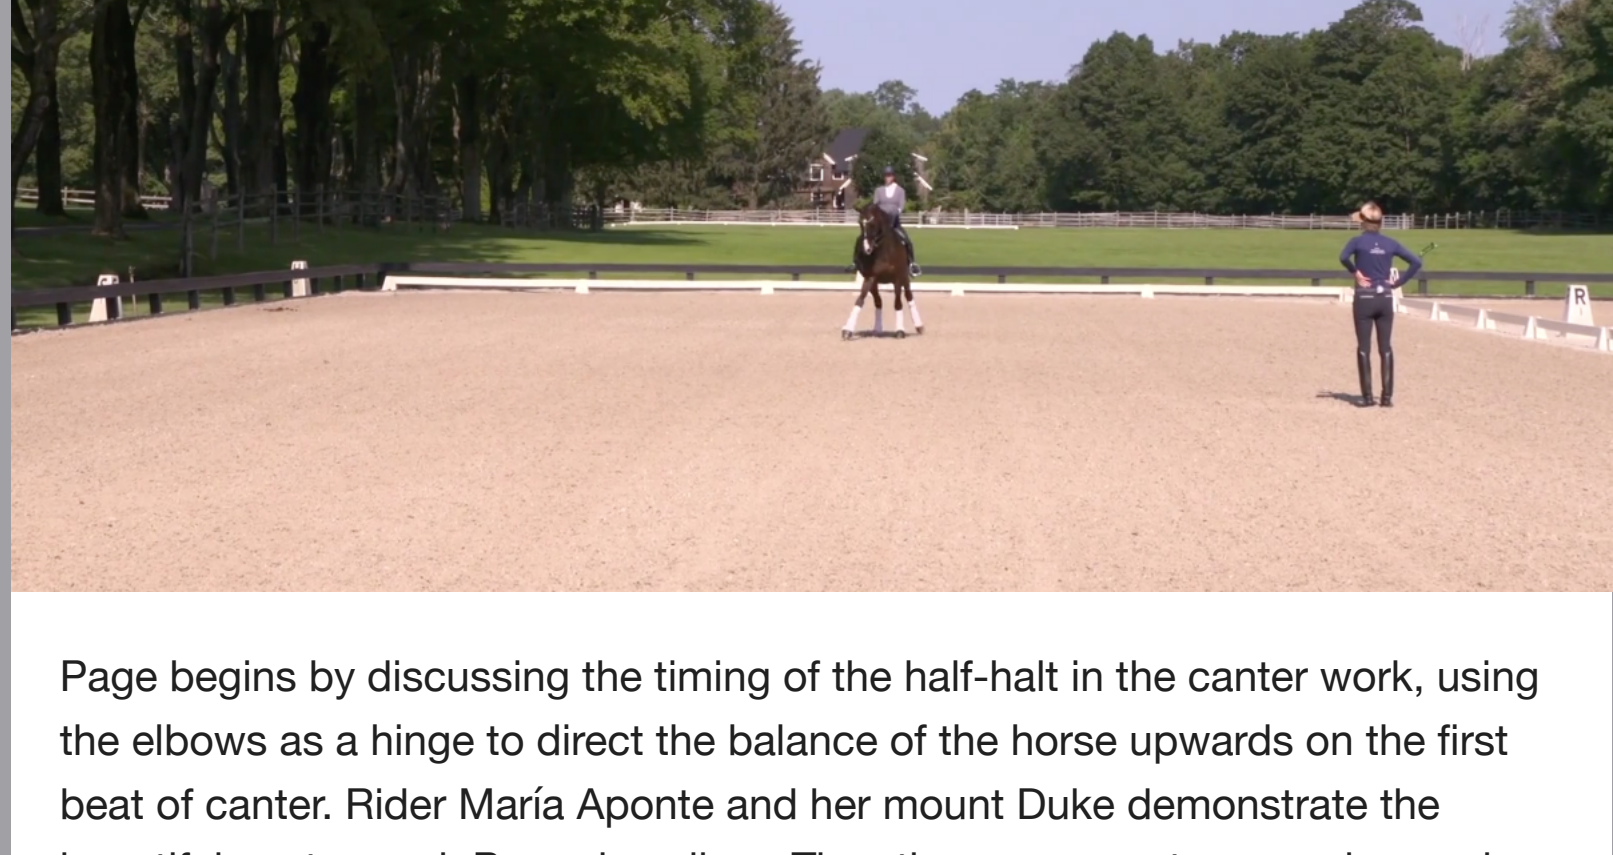 R
Page begins by discussing the timing of the half-halt in the canter work, using
the elbows as a hinge to direct the balance of the horse upwards on the first
beat of canter. Rider María Aponte and her mount Duke demonstrate the